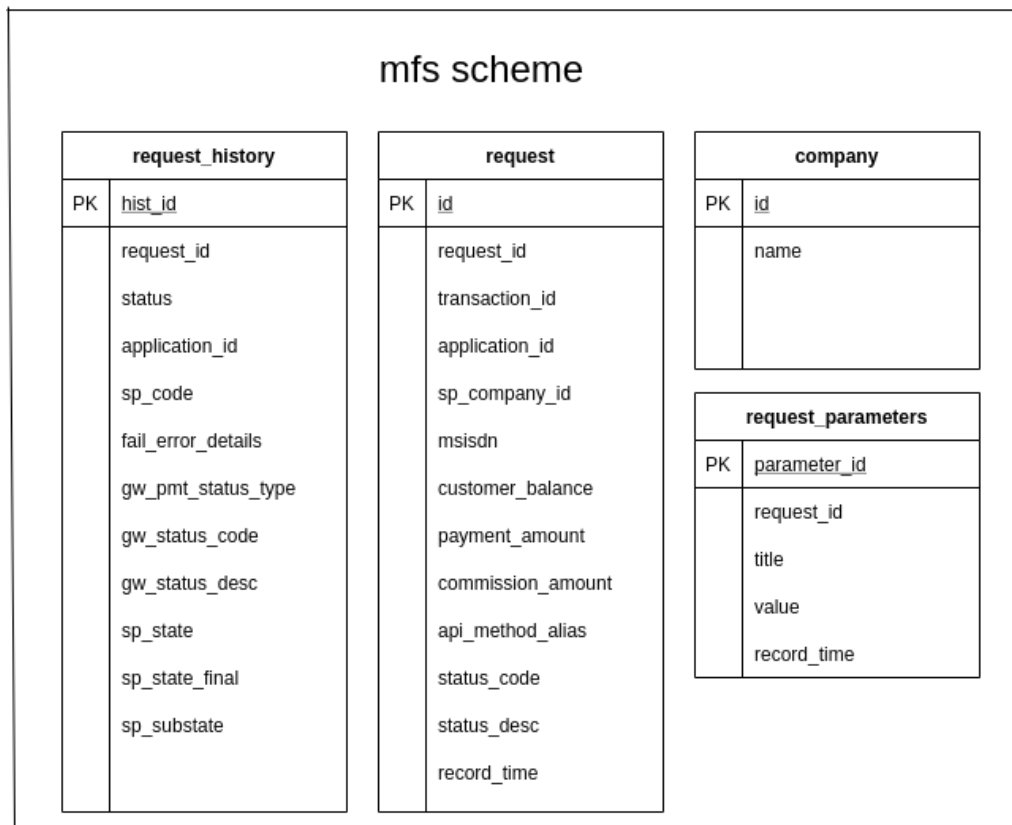 mfs scheme
request_history
PK hist_id
request_id
status
application_id
sp_code
fail_error_details
gw_pmt_status_type
gw_status_code
gw_status_desc
sp_state
sp_state_final
sp_substate
request
PK id
request_id
transaction_id
application_id
sp_company_id
msisdn
customer_balance
payment_amount
commission_amount
api_method_alias
status_code
status_desc
record_time
company
PK id
name
request_parameters
PK parameter_id
request_id
title
value
record_time